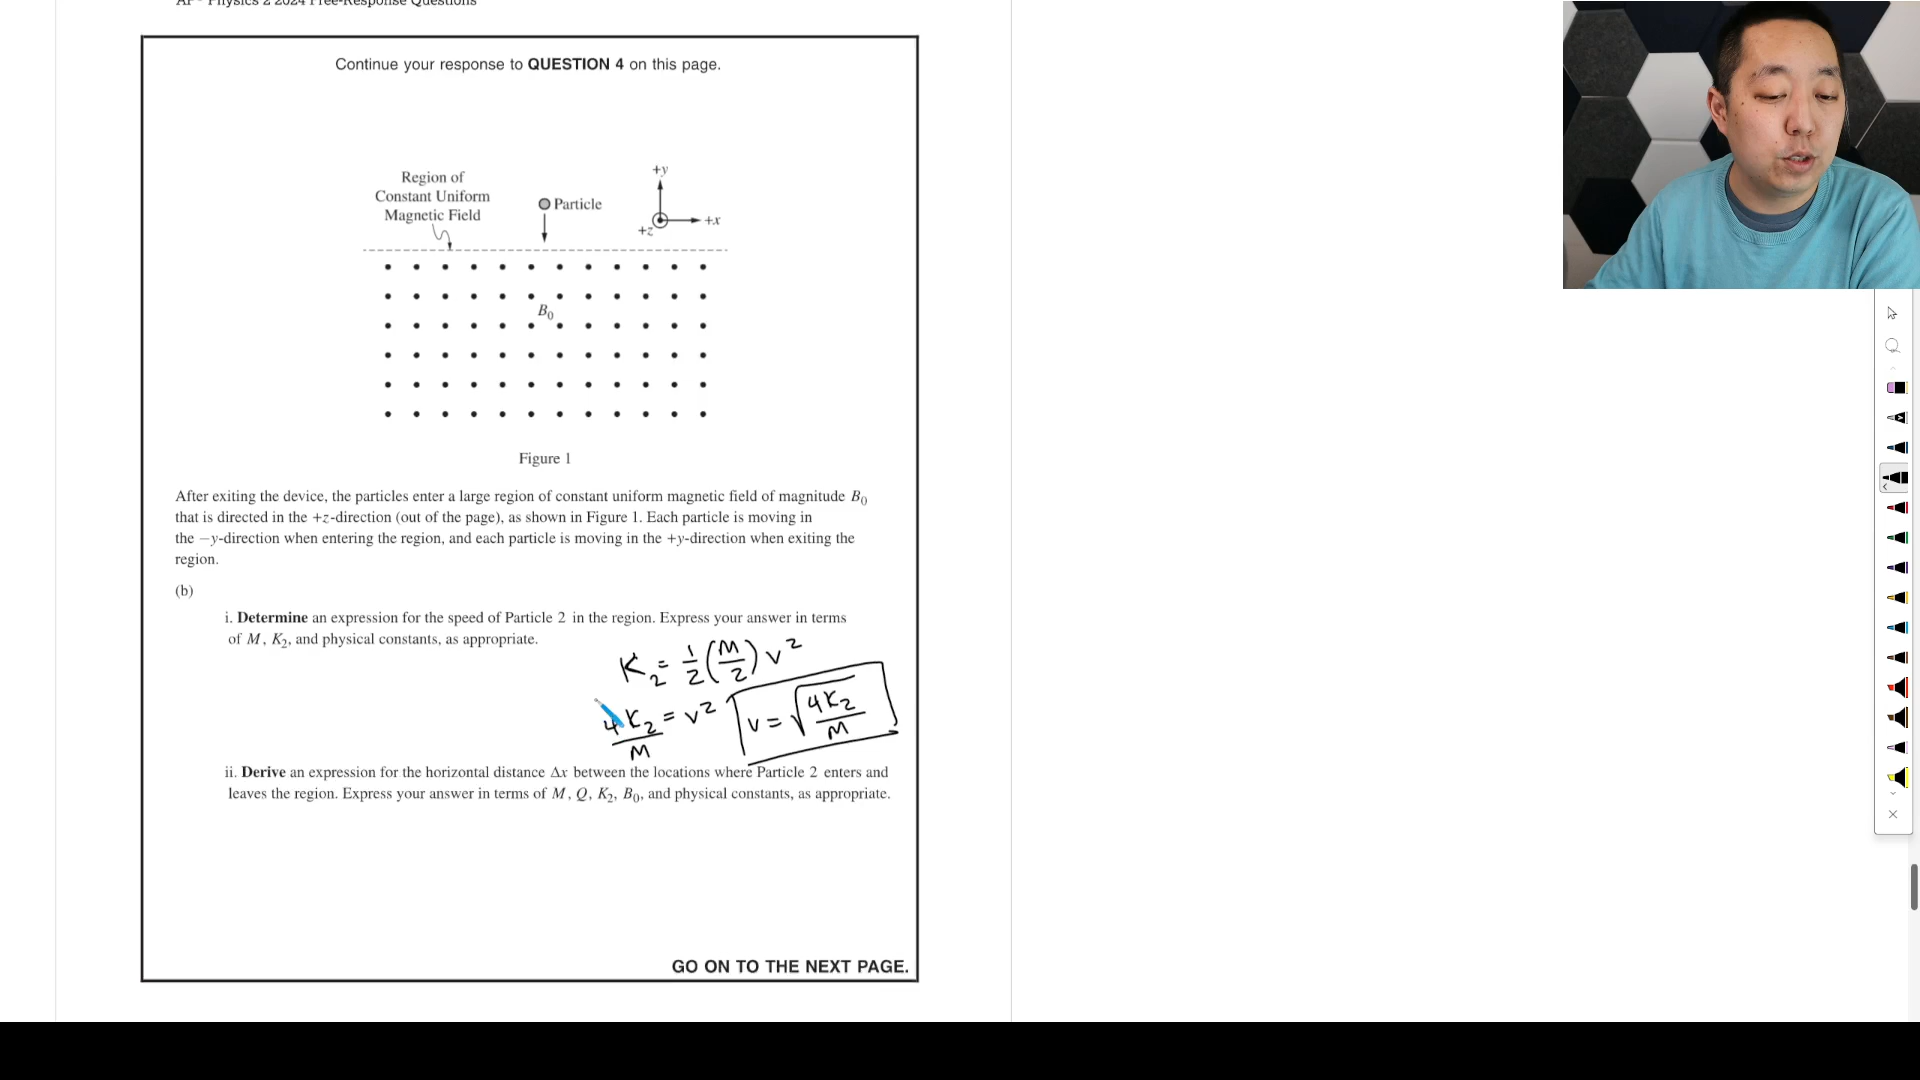 AP® Physics 2 2024 Free-Response Questions
Continue your response to QUESTION 4 on this page.
Region of
Constant Uniform
Magnetic Field
Particle
+y
+x
+z
B₀
Figure 1
After exiting the device, the particles enter a large region of constant uniform magnetic field of magnitude B₀
that is directed in the +z-direction (out of the page), as shown in Figure 1. Each particle is moving in
the −y-direction when entering the region, and each particle is moving in the +y-direction when exiting the
region.
(b)
i. Determine an expression for the speed of Particle 2 in the region. Express your answer in terms
of M, K₂, and physical constants, as appropriate.
K₂ = 1/2 (M/2) v²
4K₂/M = v² v = √(4K₂/M)
ii. Derive an expression for the horizontal distance Δx between the locations where Particle 2 enters and
leaves the region. Express your answer in terms of M, Q, K₂, B₀, and physical constants, as appropriate.
GO ON TO THE NEXT PAGE.